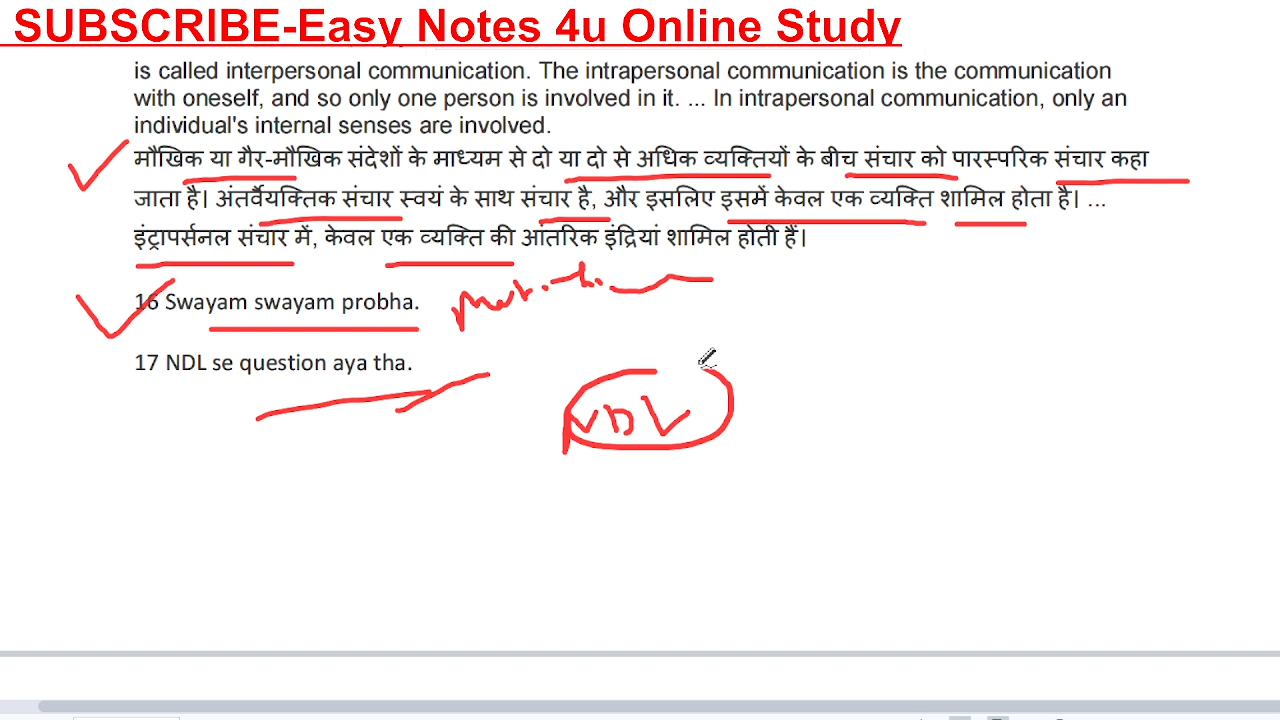 SUBSCRIBE-Easy Notes 4u Online Study
is called interpersonal communication. The intrapersonal communication is the communication
with oneself, and so only one person is involved in it. ... In intrapersonal communication, only an
individual's internal senses are involved.
मौखिक या गैर-मौखिक संदेशों के माध्यम से दो या दो से अधिक व्यक्तियों के बीच संचार को पारस्परिक संचार कहा
जाता है। अंतर्वैयक्तिक संचार स्वयं के साथ संचार है, और इसलिए इसमें केवल एक व्यक्ति शामिल होता है। ...
इंट्रापर्सनल संचार में, केवल एक व्यक्ति की आंतरिक इंद्रियां शामिल होती हैं।
16 Swayam swayam probha.
17 NDL se question aya tha.
NDL